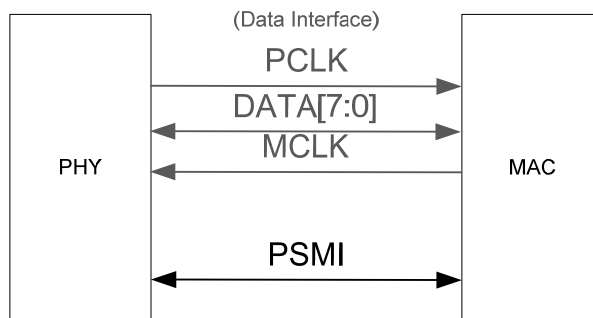 (Data Interface)
PCLK
DATA[7:0]
MCLK
PHY
MAC
PSMI